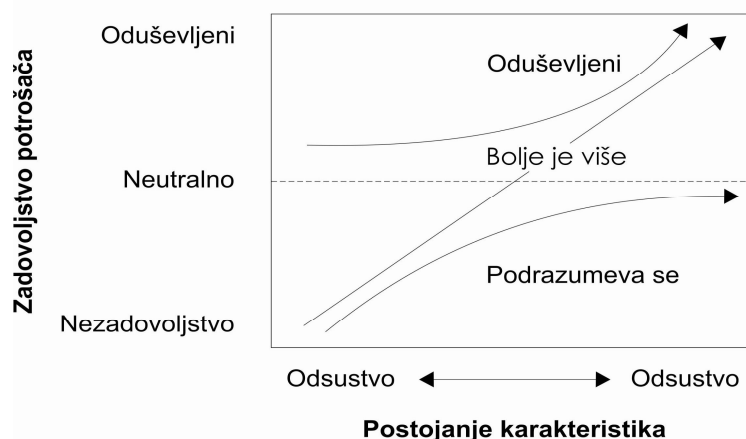 Zadovoljstvo potrošača
Oduševljeni
Oduševljeni
Bolje je više
Neutralno
Podrazumeva se
Nezadovoljstvo
Odsustvo
Odsustvo
Postojanje karakteristika